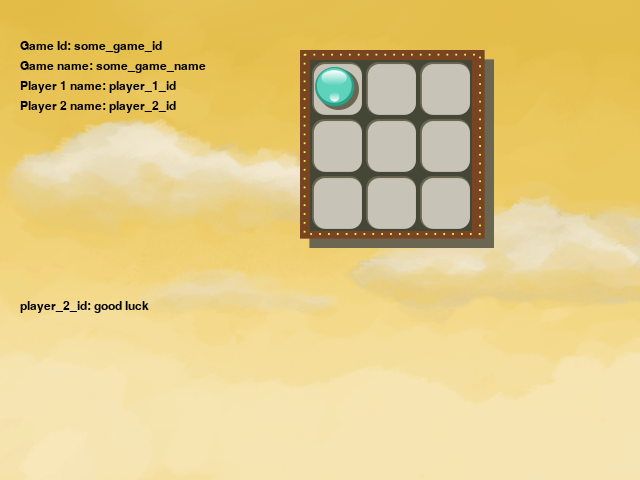 Game Id: some_game_id
Game name: some_game_name
Player 1 name: player_1_id
Player 2 name: player_2_id
player_2_id: good luck